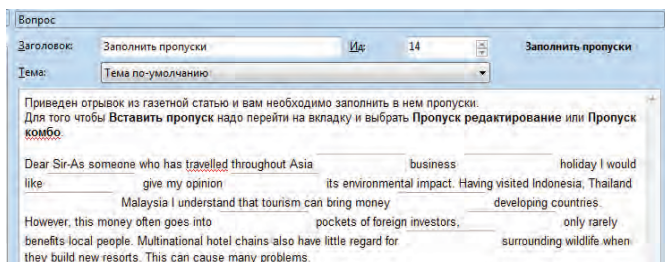 Вопрос
Заголовок: Заполнить пропуски Ид: 14 Заполнить пропуски
Тема: Тема по-умолчанию
Приведен отрывок из газетной статью и вам необходимо заполнить в нем пропуски.
Для того чтобы Вставить пропуск надо перейти на вкладку и выбрать Пропуск редактирование или Пропуск
комбо.
Dear Sir-As someone who has travelled throughout Asia business holiday I would
like give my opinion its environmental impact. Having visited Indonesia, Thailand
Malaysia I understand that tourism can bring money developing countries.
However, this money often goes into pockets of foreign investors, only rarely
benefits local people. Multinational hotel chains also have little regard for surrounding wildlife when
they build new resorts. This can cause many problems.